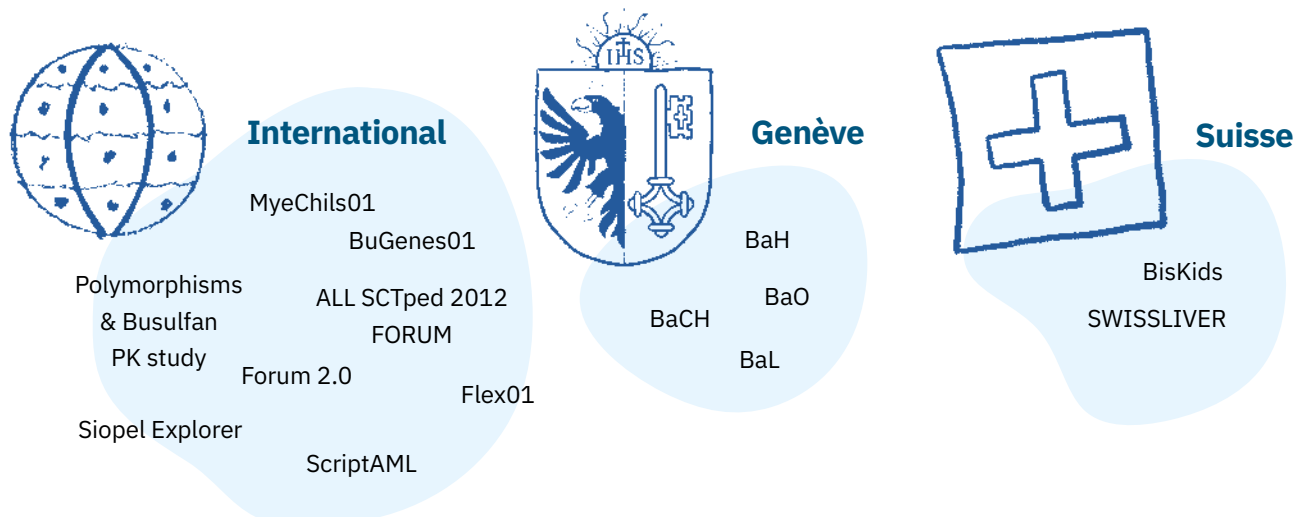 International
MyeChils01
BuGenes01
Polymorphisms
& Busulfan
PK study
ALL SCTped 2012
FORUM
Forum 2.0
Flex01
Siopel Explorer
ScriptAML
IHS
Genève
BaH
BaO
BaCH
BaL
Suisse
BisKids
SWISSLIVER